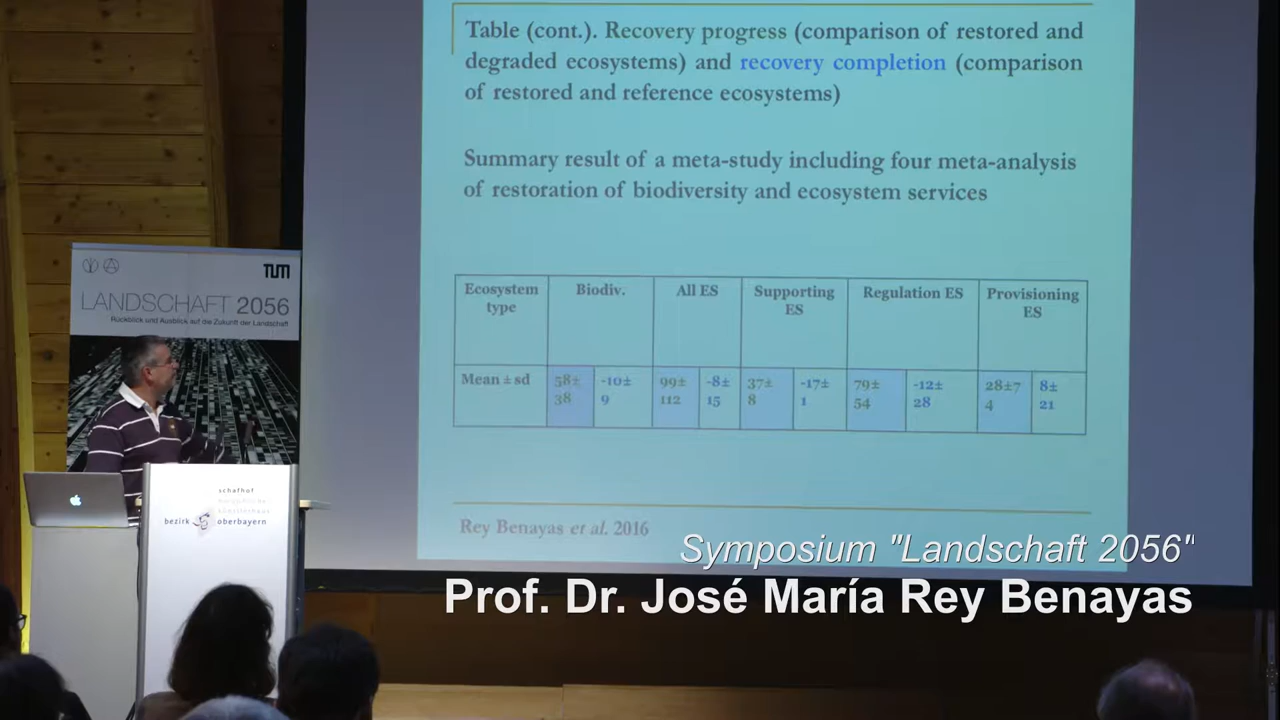 Table (cont.). Recovery progress (comparison of restored and
degraded ecosystems) and recovery completion (comparison
of restored and reference ecosystems)
Summary result of a meta-study including four meta-analysis
of restoration of biodiversity and ecosystem services
Ecosystem type | Biodiv. | All ES | Supporting ES | Regulation ES | Provisioning ES
Mean ± sd | 58± 38 | -10± 9 | 99± 112 | -8± 15 | 37± 8 | -17± 1 | 79± 54 | -12± 28 | 28±7 4 | 8± 21
Rey Benayas et al. 2016
TUM
LANDSCHAFT 2056
Rückblick und Ausblick auf die Zukunft der Landschaft
schafhof
künstlerhaus
bezirk oberbayern
Symposium "Landschaft 2056"
Prof. Dr. José María Rey Benayas